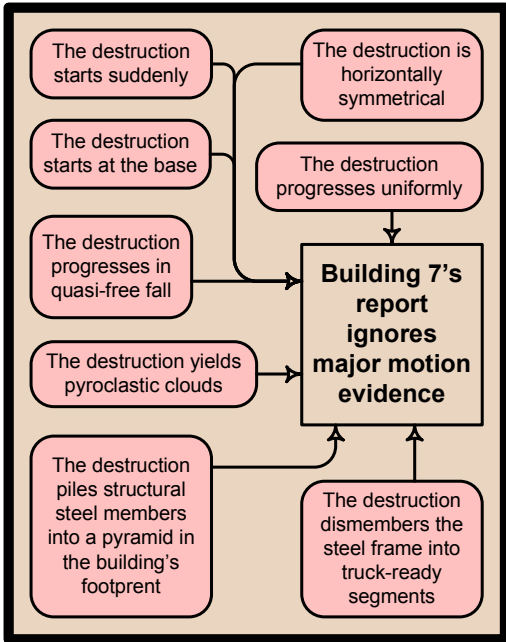 The destruction
starts suddenly
The destruction is
horizontally
symmetrical
The destruction
starts at the base
The destruction
progresses uniformly
The destruction
progresses in
quasi-free fall
Building 7's
report
ignores
major motion
evidence
The destruction yields
pyroclastic clouds
The destruction
piles structural
steel members
into a pyramid in
the building's
footprent
The destruction
dismembers the
steel frame into
truck-ready
segments